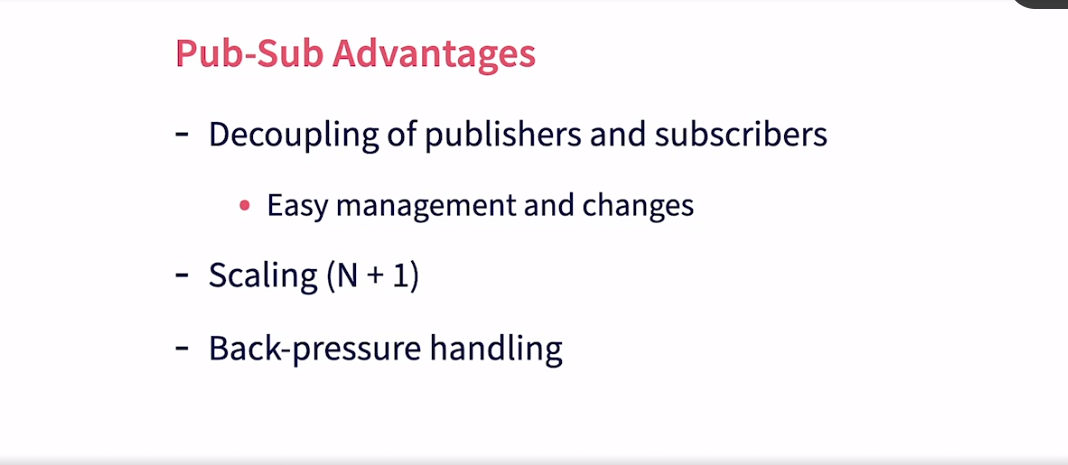 Pub-Sub Advantages
- Decoupling of publishers and subscribers
• Easy management and changes
- Scaling (N + 1)
- Back-pressure handling